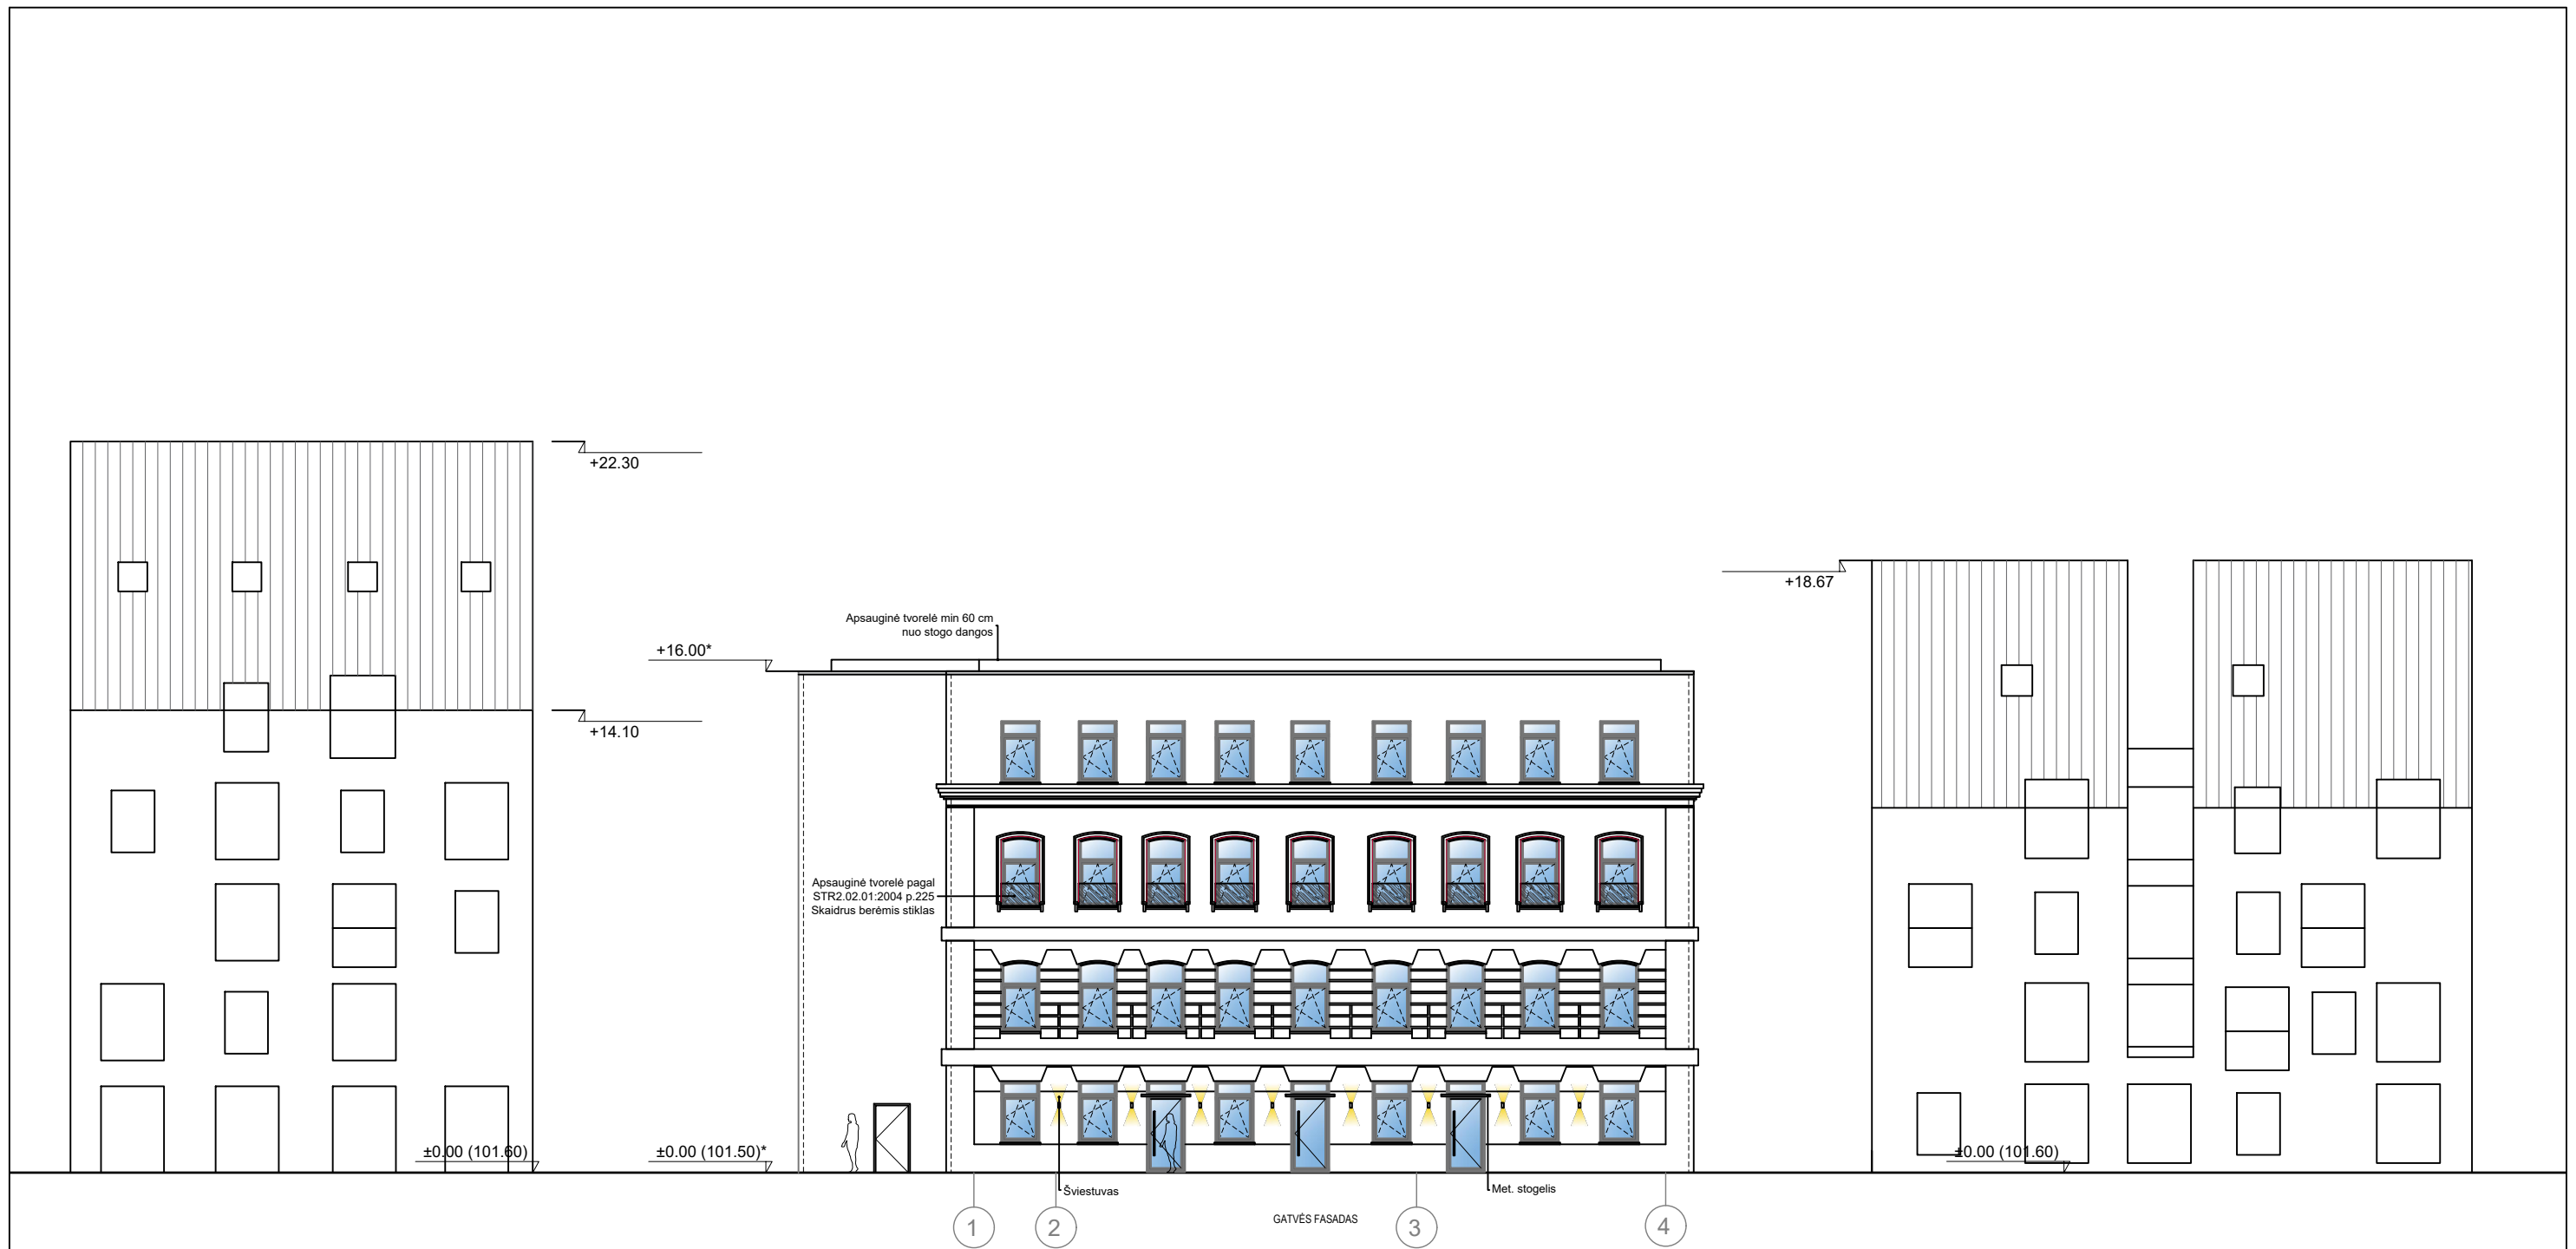 +22.30
+18.67
Apsauginė tvorelė min 60 cm
nuo stogo dangos
+16.00*
+14.10
Apsauginė tvorelė pagal
STR2.02.01:2004 p.225
Skaidrus berėmis stiklas
±0.00 (101.60)
±0.00 (101.50)*
±0.00 (101.60)
Šviestuvas
Met. stogelis
1
2
GATVĖS FASADAS
3
4